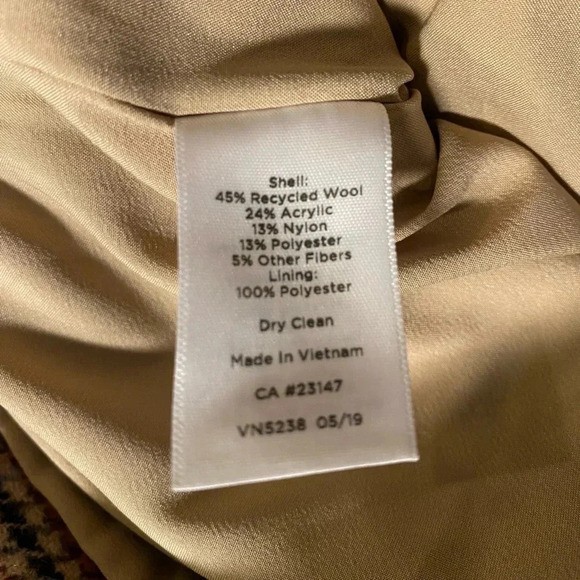 Shell:
45% Recycled Wool
24% Acrylic
13% Nylon
13% Polyester
5% Other Fibers
Lining:
100% Polyester
Dry Clean
Made In Vietnam
CA #23147
VN5238 05/19